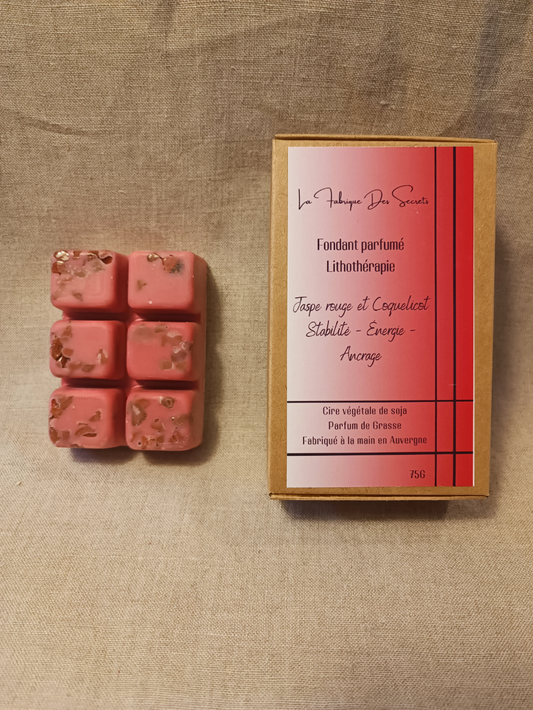 La Fabrique Des Secrets
Fondant parfumé
Lithothérapie
Jaspe rouge et Coquelicot
Stabilité - Énergie -
Ancrage
Cire végétale de soja
Parfum de Grasse
Fabriqué à la main en Auvergne
75G